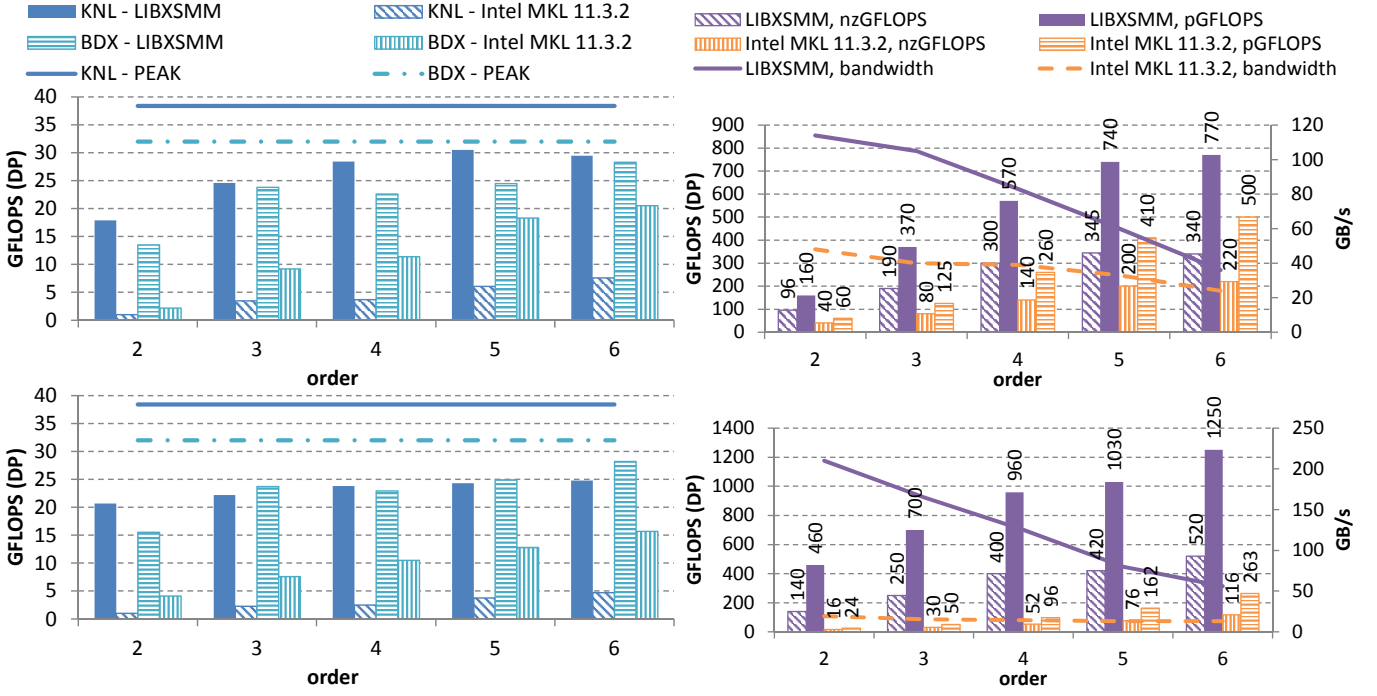 KNL - LIBXSMM KNL - Intel MKL 11.3.2
BDX - LIBXSMM BDX - Intel MKL 11.3.2
KNL - PEAK BDX - PEAK
GFLOPS (DP)
40
35
30
25
20
15
10
5
0
2 3 4 5 6
order
LIBXSMM, nzGFLOPS LIBXSMM, pGFLOPS
Intel MKL 11.3.2, nzGFLOPS Intel MKL 11.3.2, pGFLOPS
LIBXSMM, bandwidth Intel MKL 11.3.2, bandwidth
GFLOPS (DP)
900
800
700
600
500
400
300
200
100
0
96 160 40 60
190 370 80 125
300 570 140 260
345 740 200 410
340 770 220 500
120
100
80
60
40
20
0
GB/s
2 3 4 5 6
order
GFLOPS (DP)
40
35
30
25
20
15
10
5
0
2 3 4 5 6
order
GFLOPS (DP)
1400
1200
1000
800
600
400
200
0
140 460 16 24
250 700 30 50
400 960 52 96
420 1030 76 162
520 1250 116 263
250
200
150
100
50
0
GB/s
2 3 4 5 6
order